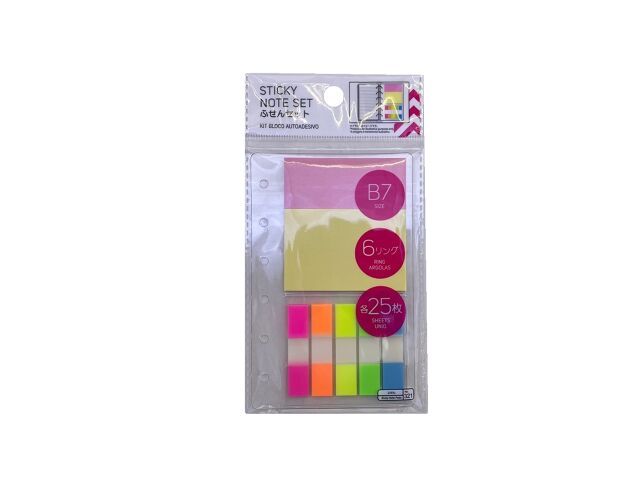 STICKY
NOTE SET
ふせんセット
KIT BLOCO AUTOADESIVO
B7
SIZE
6リング
RING
ARGOLAS
各25枚
SHEETS
UNID.